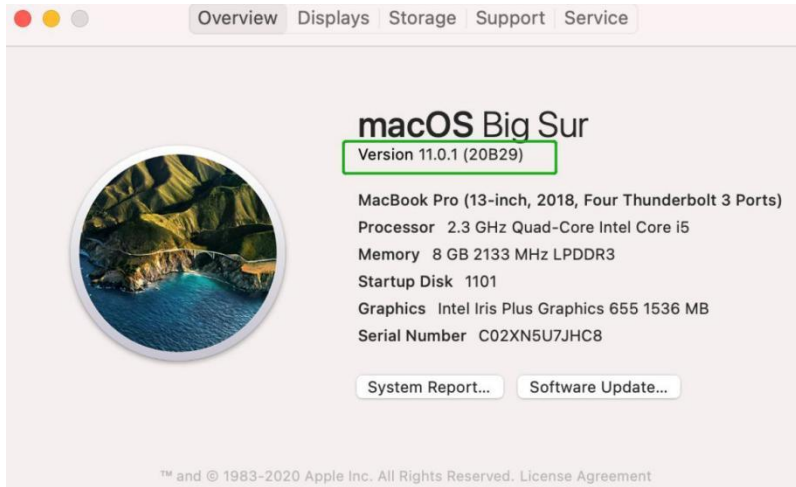 Overview Displays Storage Support Service
macOS Big Sur
Version 11.0.1 (20B29)
MacBook Pro (13-inch, 2018, Four Thunderbolt 3 Ports)
Processor 2.3 GHz Quad-Core Intel Core i5
Memory 8 GB 2133 MHz LPDDR3
Startup Disk 1101
Graphics Intel Iris Plus Graphics 655 1536 MB
Serial Number C02XN5U7JHC8
System Report... Software Update...
™ and © 1983-2020 Apple Inc. All Rights Reserved. License Agreement